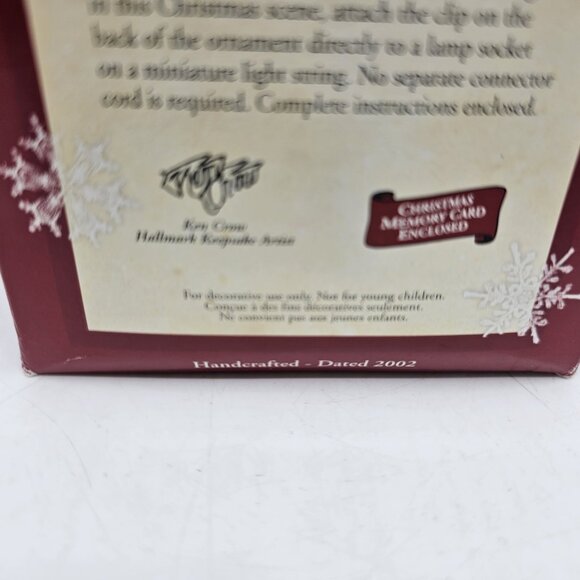 in this Christmas scene, attach the clip on the
back of the ornament directly to a lamp socket
on a miniature light string. No separate connector
cord is required. Complete instructions enclosed.
Ken Crow
Hallmark Keepsake Artist
CHRISTMAS
MEMORY CARD
ENCLOSED
For decorative use only. Not for young children.
Conçue à des fins décoratives seulement.
Ne convient pas aux jeunes enfants.
Handcrafted - Dated 2002